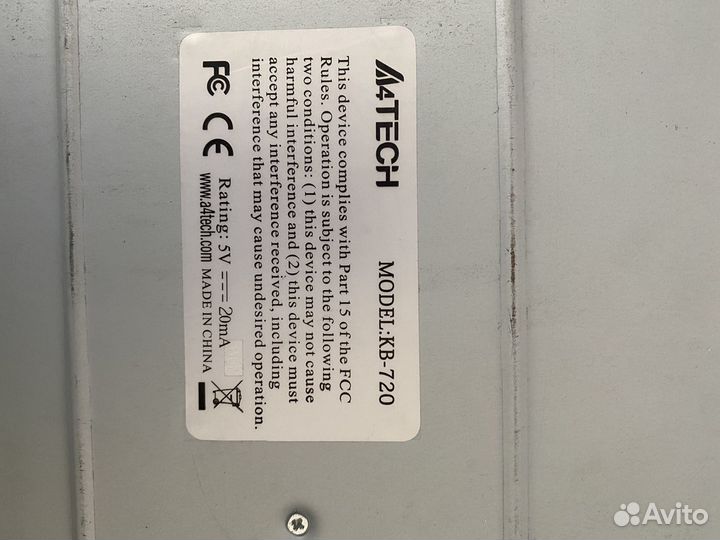 A4TECH MODEL:KB-720
This device complies with Part 15 of the FCC
Rules. Operation is subject to the following
two conditions: (1) this device may not cause
harmful interference and (2) this device must
accept any interference received, including
interference that may cause undesired operation.
FC CE Rating: 5V 20mA
www.a4tech.com MADE IN CHINA
Avito